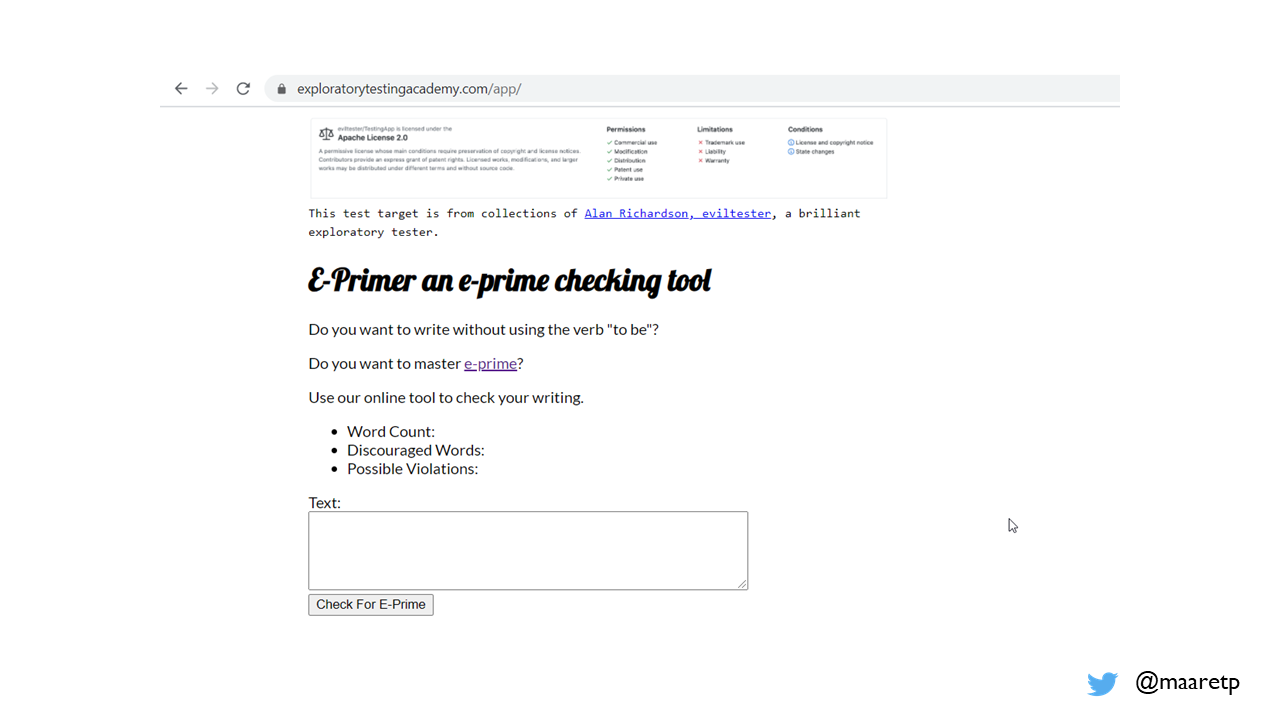 exploratorytestingacademy.com/app/
eviltester/TestingApp is licensed under the
Apache License 2.0
A permissive license whose main conditions require preservation of copyright and license notices.
Contributors provide an express grant of patent rights. Licensed works, modifications, and larger
works may be distributed under different terms and without source code.
Permissions
Commercial use
Modification
Distribution
Patent use
Private use
Limitations
Trademark use
Liability
Warranty
Conditions
License and copyright notice
State changes
This test target is from collections of Alan Richardson, eviltester, a brilliant
exploratory tester.
E-Primer an e-prime checking tool
Do you want to write without using the verb "to be"?
Do you want to master e-prime?
Use our online tool to check your writing.
• Word Count:
• Discouraged Words:
• Possible Violations:
Text:
Check For E-Prime
@maaretp